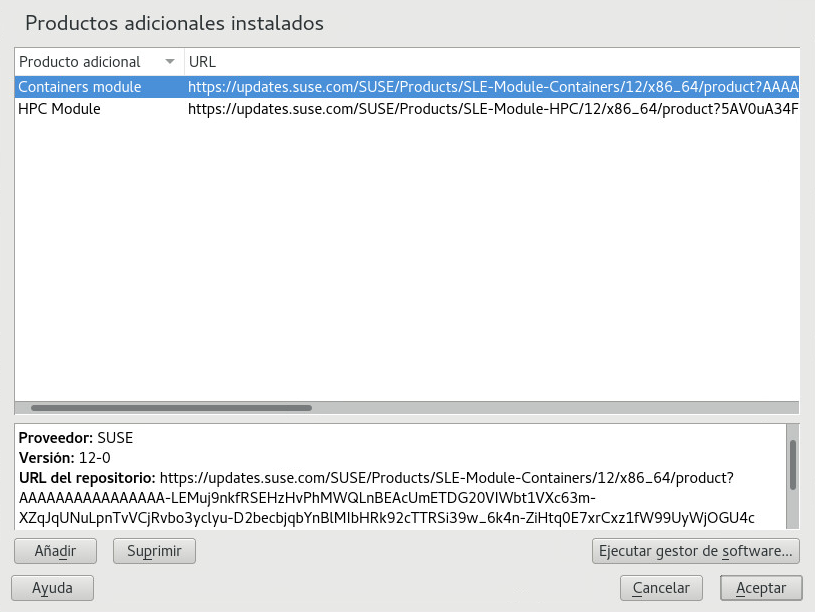 Productos adicionales instalados
Producto adicional URL
Containers module https://updates.suse.com/SUSE/Products/SLE-Module-Containers/12/x86_64/product?AAAA
HPC Module https://updates.suse.com/SUSE/Products/SLE-Module-HPC/12/x86_64/product?5AV0uA34F
Proveedor: SUSE
Versión: 12-0
URL del repositorio: https://updates.suse.com/SUSE/Products/SLE-Module-Containers/12/x86_64/product?
AAAAAAAAAAAAAAAA-LEMuj9nkfRSEHzHvPhMWQLnBEAcUmETDG20VIWbt1VXc63m-
XZqJqUNuLpnTvVCjRvbo3yclyu-D2becbjqbYnBlMIbHRk92cTTRSi39w_6k4n-ZiHtq0E7xrCxz1fW99UyWjOGU4c
Añadir Suprimir Ejecutar gestor de software...
Ayuda Cancelar Aceptar